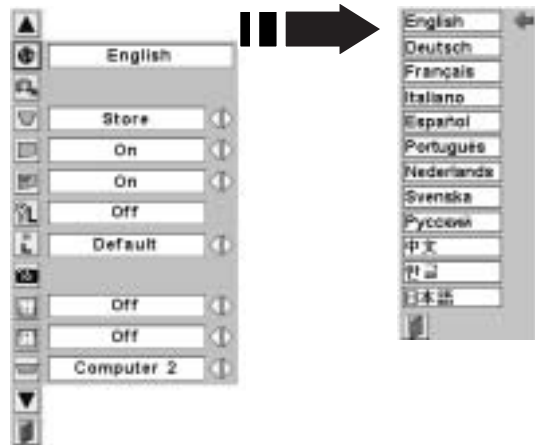 English
Store
On
On
Off
Default
Off
Off
Computer 2
English
Deutsch
Français
Italiano
Español
Português
Nederlands
Svenska
Русский
中文
한글
日本語